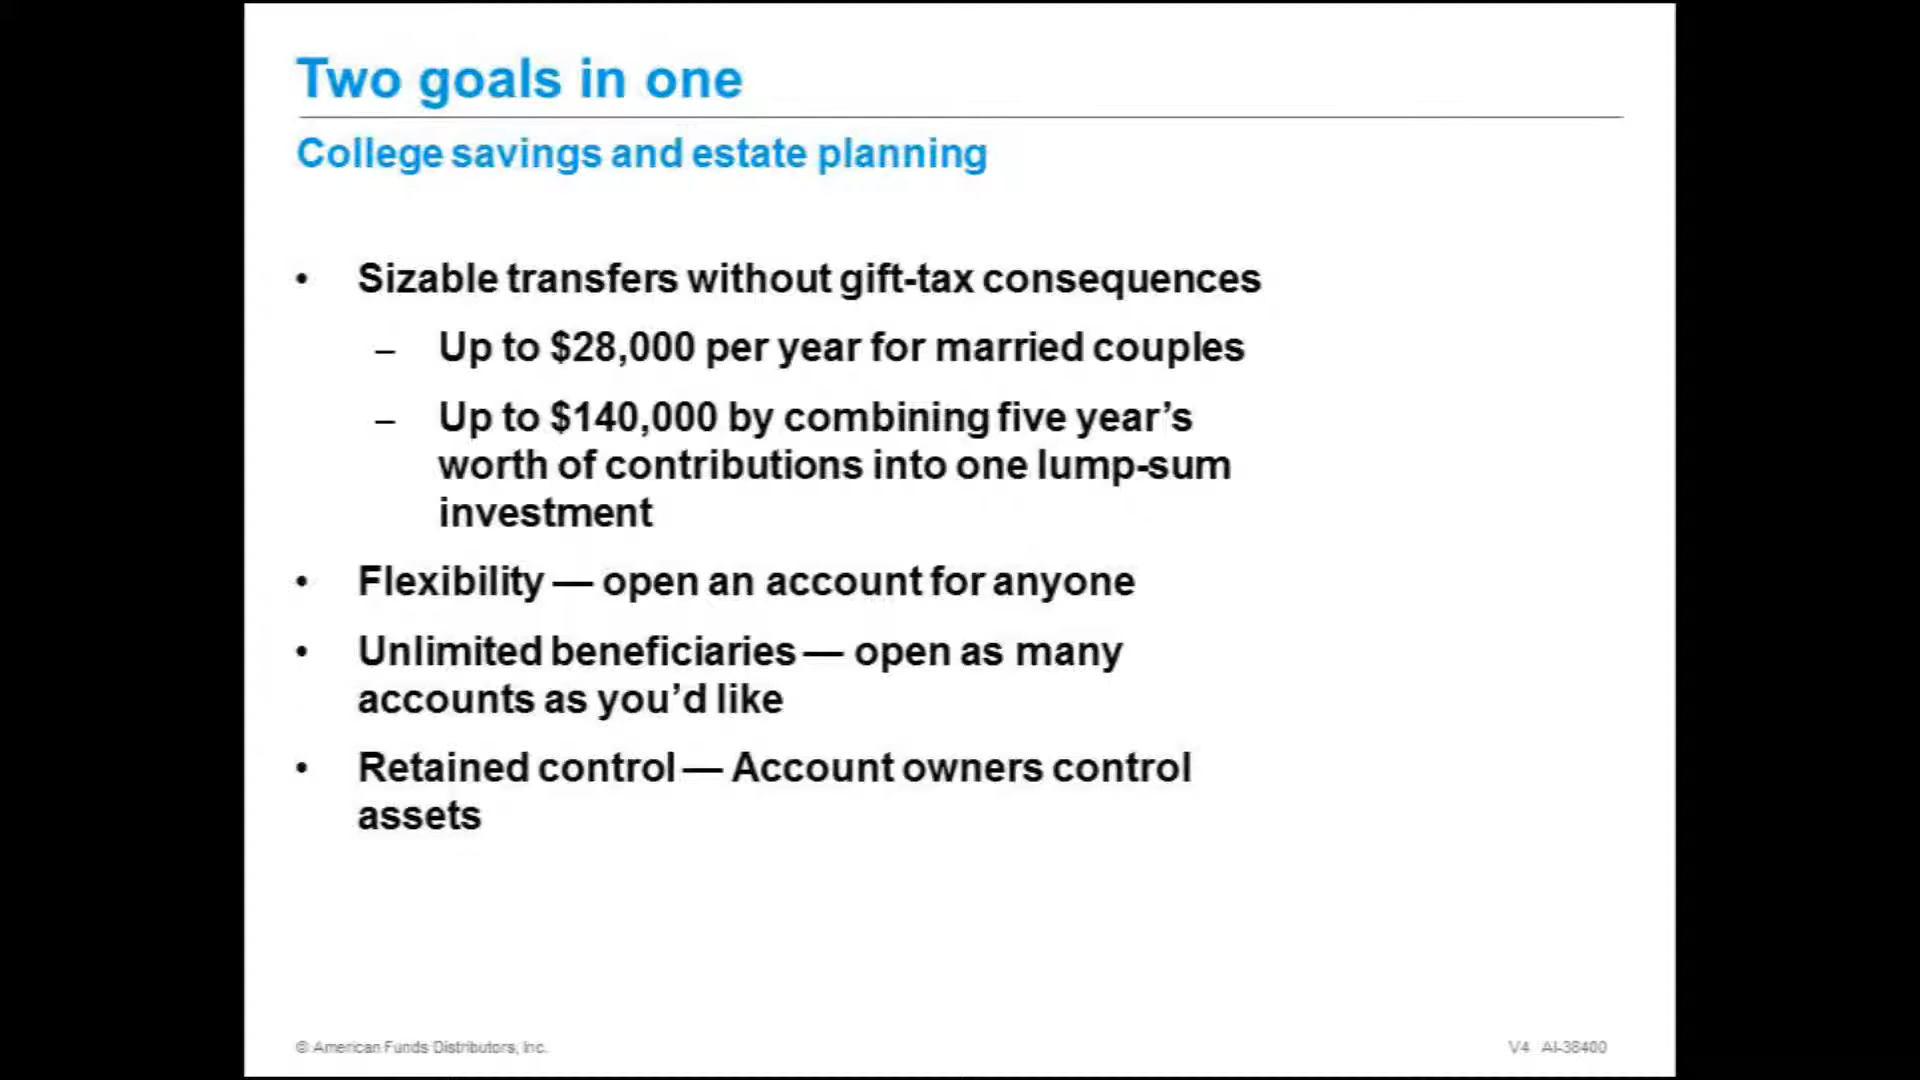 Two goals in one
College savings and estate planning
• Sizable transfers without gift-tax consequences
– Up to $28,000 per year for married couples
– Up to $140,000 by combining five year’s
worth of contributions into one lump-sum
investment
• Flexibility — open an account for anyone
• Unlimited beneficiaries — open as many
accounts as you’d like
• Retained control — Account owners control
assets
© American Funds Distributors, Inc.
V4 AI-38400